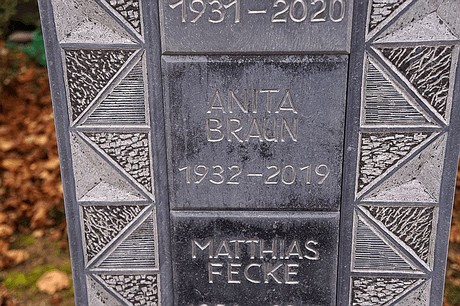 1931–2020
ANITA
BRAUN
1932–2019
MATTHIAS
FECKE